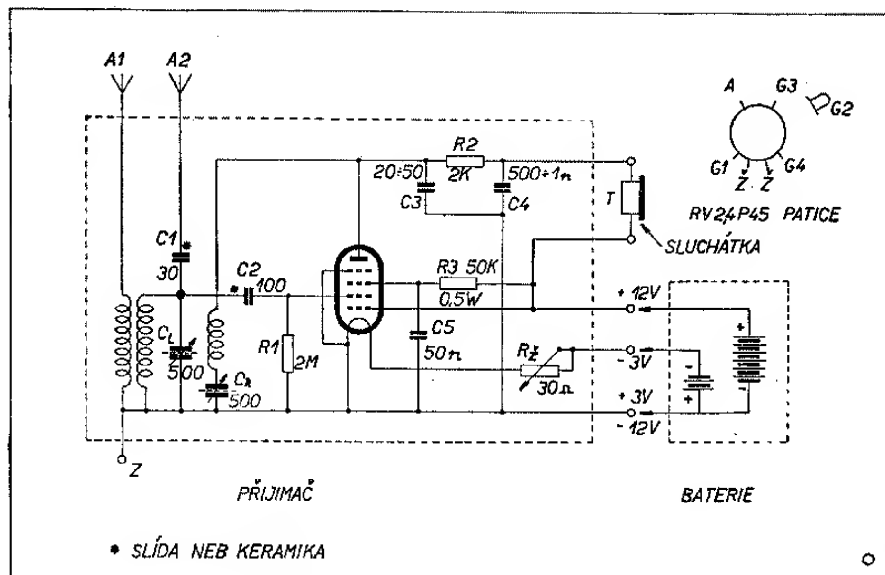 A1
A2
A
G3
G2
G1
Ž
Ž
G4
RV2,4P45 PATICE
R2
2K
20÷50
C3
500÷1n
C4
T
SLUCHÁTKA
C1*
30
C2
* 100
R3 50K
0,5W
+ 12V
CL
500
R1
2M
C5
50n
RŽ
30Ω
- 3V
CR
500
+ 3V
- 12V
+
-
-
+
Z
PŘIJIMAČ
BATERIE
* SLÍDA NEB KERAMIKA